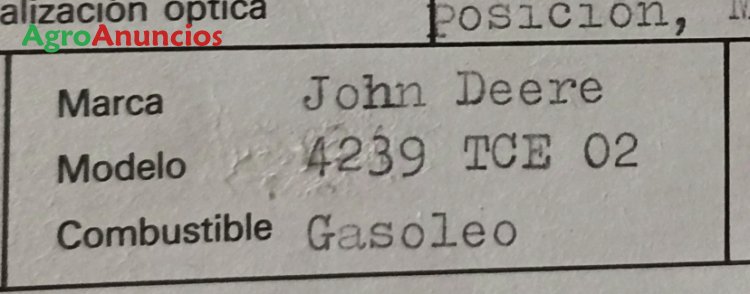 alización óptica
posición,
AgroAnuncios
Marca John Deere
Modelo 4239 TCE 02
Combustible Gasoleo